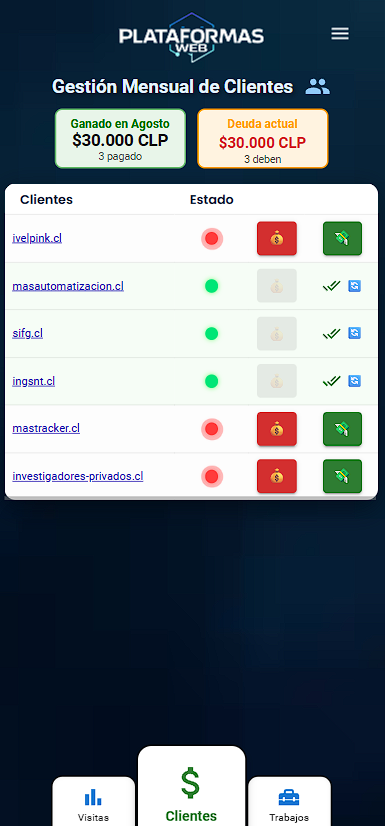 PLATAFORMAS
WEB
Gestión Mensual de Clientes
Ganado en Agosto
$30.000 CLP
3 pagado
Deuda actual
$30.000 CLP
3 deben
Clientes Estado
ivelpink.cl
masautomatizacion.cl
sifg.cl
ingsnt.cl
mastracker.cl
investigadores-privados.cl
$
Visitas
Clientes
Trabajos